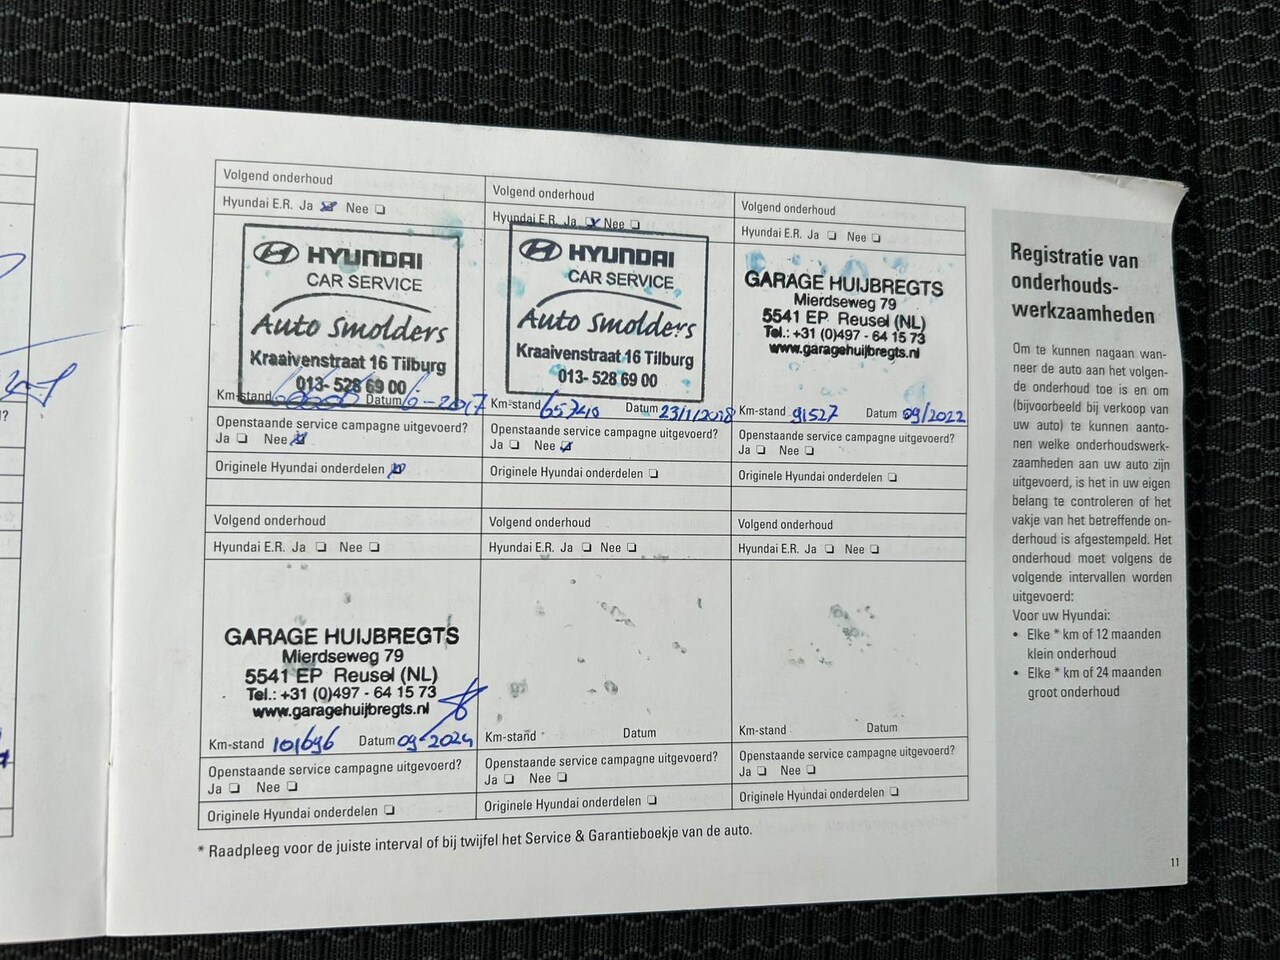 Volgend onderhoud
Hyundai E.R. Ja Nee
HYUNDAI
CAR SERVICE
Auto Smolders
Kraaivenstraat 16 Tilburg
013- 528 69 00
Km-stand Datum 6-2017
Openstaande service campagne uitgevoerd?
Ja Nee
Originele Hyundai onderdelen
Volgend onderhoud
Hyundai E.R. Ja Nee
HYUNDAI
CAR SERVICE
Auto Smolders
Kraaivenstraat 16 Tilburg
013- 528 69 00
Km-stand 65740 Datum 23/11/2018
Openstaande service campagne uitgevoerd?
Ja Nee
Originele Hyundai onderdelen
Volgend onderhoud
Hyundai E.R. Ja Nee
GARAGE HUIJBREGTS
Mierdseweg 79
5541 EP Reusel (NL)
Tel.: +31 (0)497 - 64 15 73
www.garagehuijbregts.nl
Km-stand 91527 Datum 09/2022
Openstaande service campagne uitgevoerd?
Ja Nee
Originele Hyundai onderdelen
Volgend onderhoud
Hyundai E.R. Ja Nee
GARAGE HUIJBREGTS
Mierdseweg 79
5541 EP Reusel (NL)
Tel.: +31 (0)497 - 64 15 73
www.garagehuijbregts.nl
Km-stand 101696 Datum 09-2024
Openstaande service campagne uitgevoerd?
Ja Nee
Originele Hyundai onderdelen
Volgend onderhoud
Hyundai E.R. Ja Nee
Km-stand Datum
Openstaande service campagne uitgevoerd?
Ja Nee
Originele Hyundai onderdelen
Volgend onderhoud
Hyundai E.R. Ja Nee
Km-stand Datum
Openstaande service campagne uitgevoerd?
Ja Nee
Originele Hyundai onderdelen
* Raadpleeg voor de juiste interval of bij twijfel het Service & Garantieboekje van de auto.
Registratie van
onderhouds-
werkzaamheden
Om te kunnen nagaan wan-
neer de auto aan het volgen-
de onderhoud toe is en om
(bijvoorbeeld bij verkoop van
uw auto) te kunnen aanto-
nen welke onderhoudswerk-
zaamheden aan uw auto zijn
uitgevoerd, is het in uw eigen
belang te controleren of het
vakje van het betreffende on-
derhoud is afgestempeld. Het
onderhoud moet volgens de
volgende intervallen worden
uitgevoerd:
Voor uw Hyundai:
• Elke * km of 12 maanden
klein onderhoud
• Elke * km of 24 maanden
groot onderhoud
11